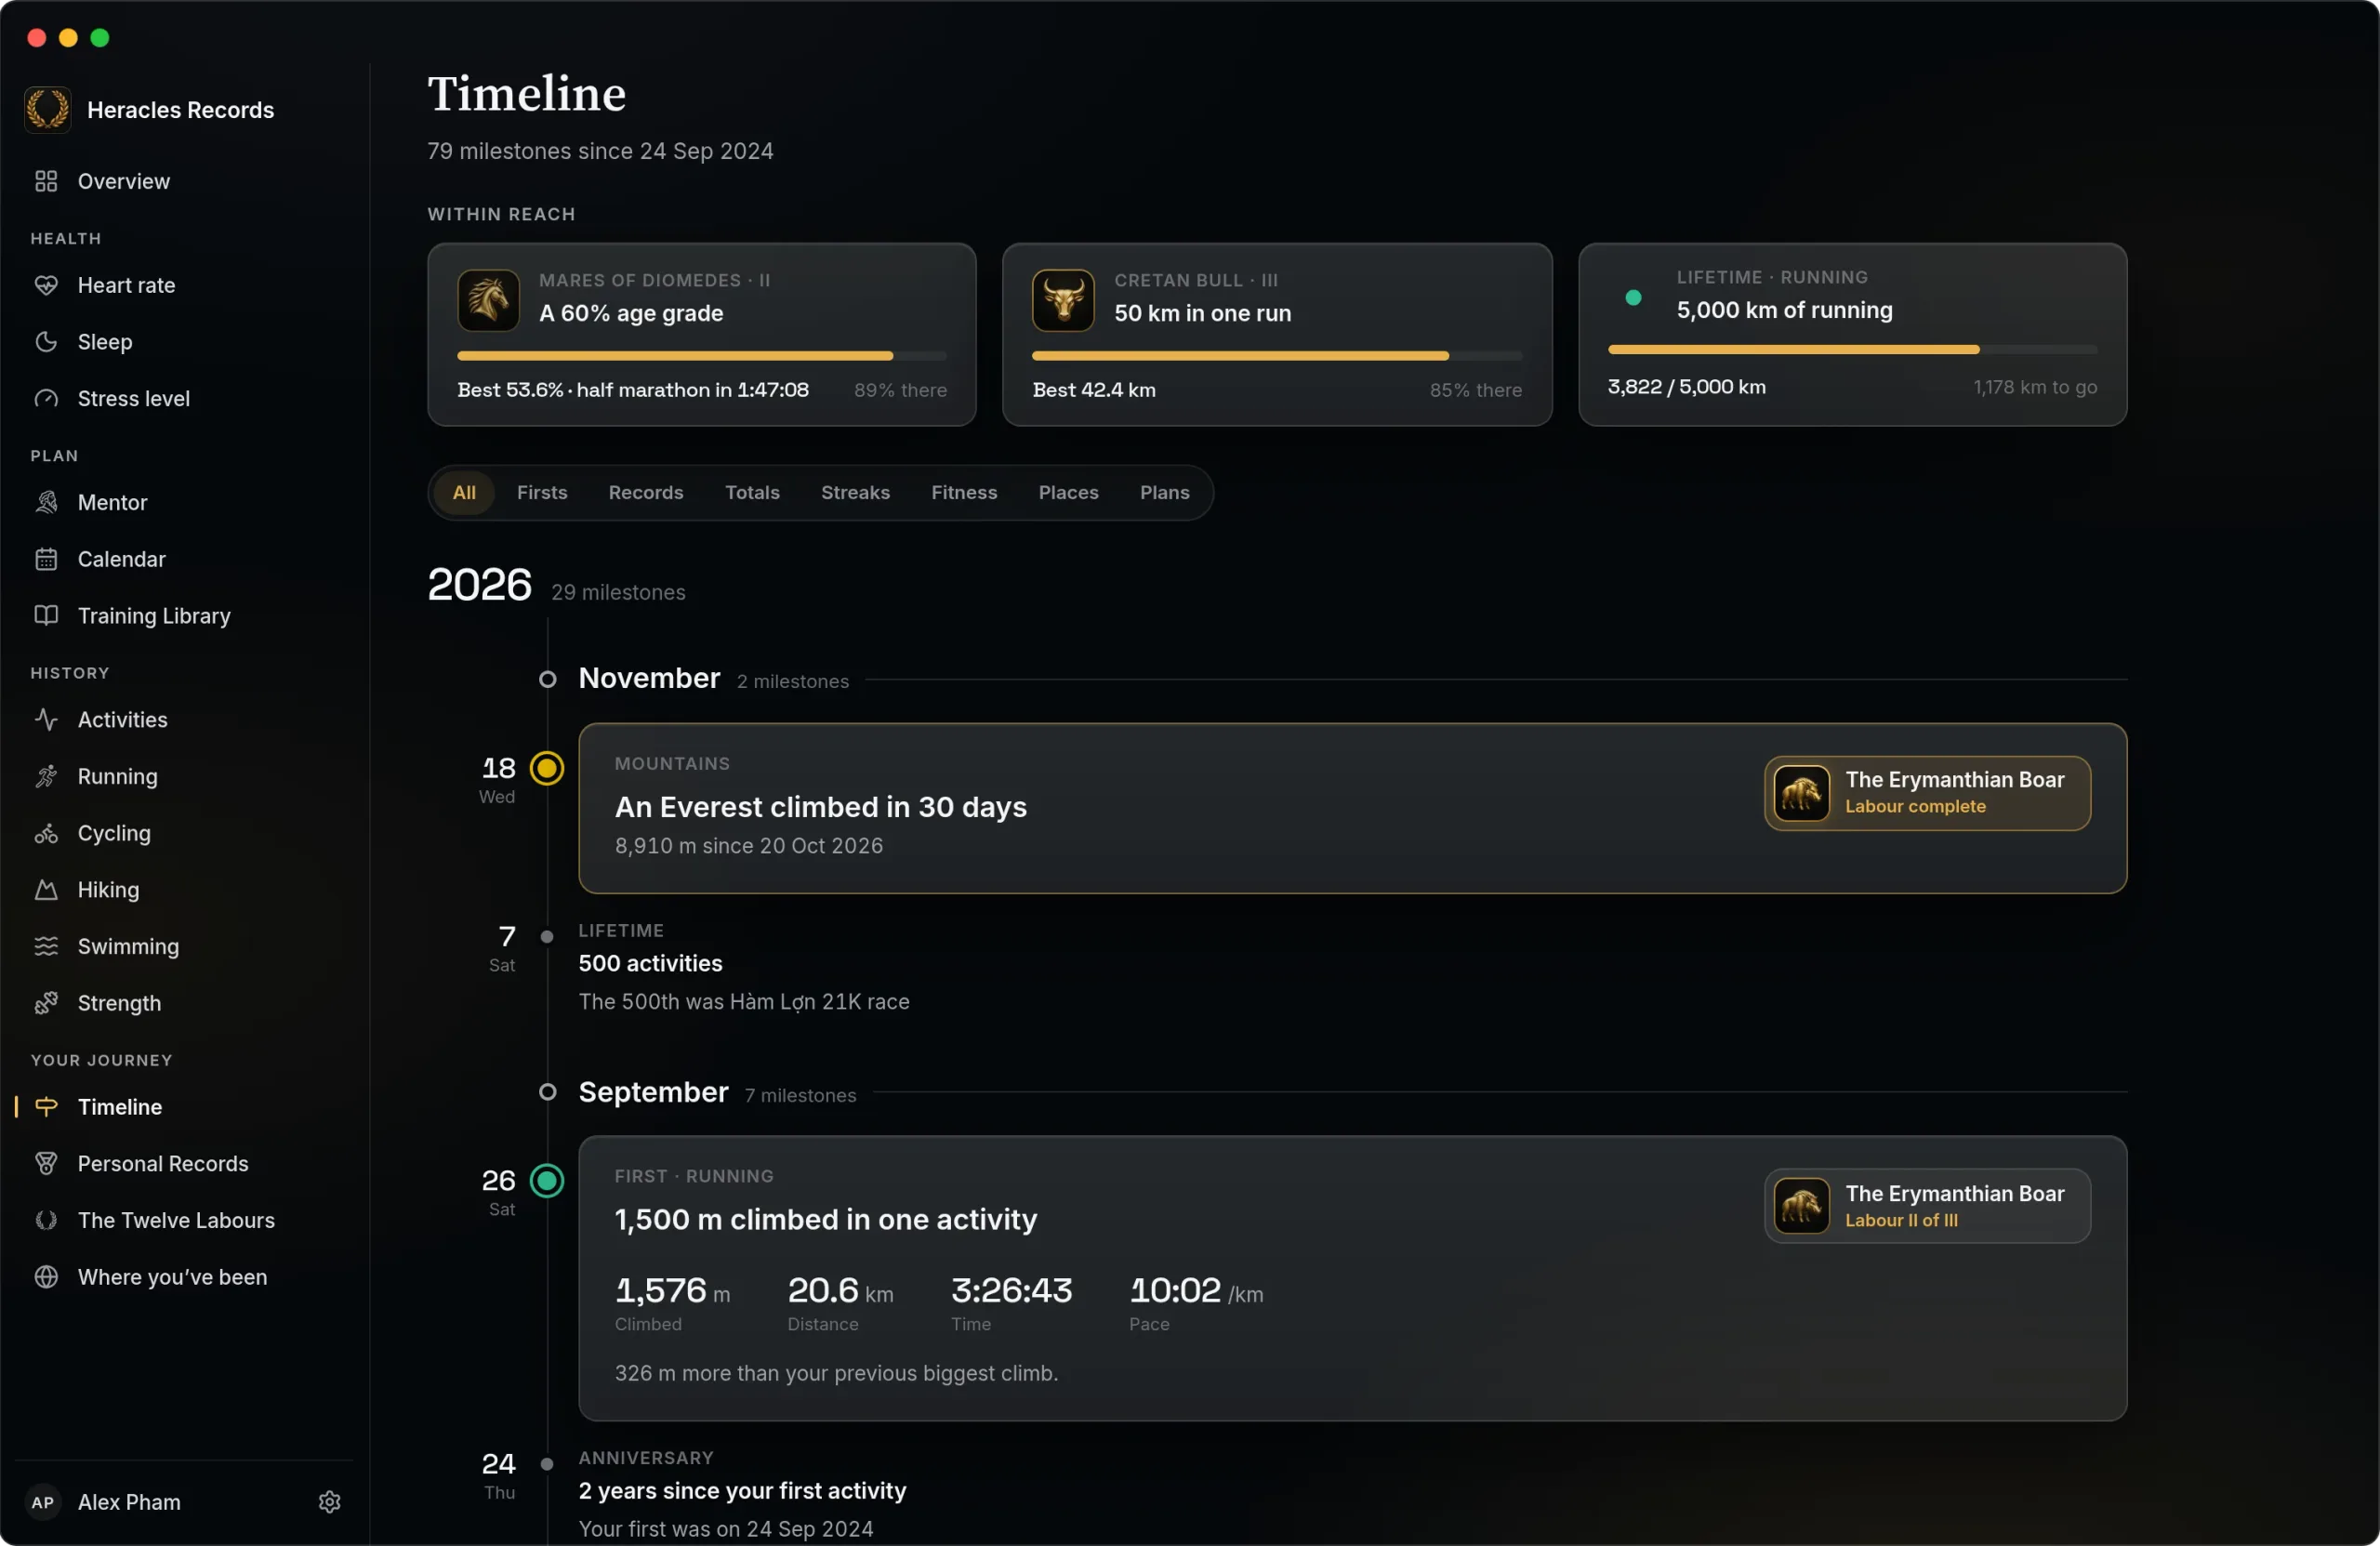 Heracles Records
Overview
HEALTH
Heart rate
Sleep
Stress level
PLAN
Mentor
Calendar
Training Library
HISTORY
Activities
Running
Cycling
Hiking
Swimming
Strength
YOUR JOURNEY
Timeline
Personal Records
The Twelve Labours
Where you’ve been
AP Alex Pham
Timeline
79 milestones since 24 Sep 2024
WITHIN REACH
MARES OF DIOMEDES · II
A 60% age grade
Best 53.6% · half marathon in 1:47:08 89% there
CRETAN BULL · III
50 km in one run
Best 42.4 km 85% there
LIFETIME · RUNNING
5,000 km of running
3,822 / 5,000 km 1,178 km to go
All Firsts Records Totals Streaks Fitness Places Plans
2026 29 milestones
November 2 milestones
18
Wed
MOUNTAINS
An Everest climbed in 30 days
8,910 m since 20 Oct 2026
The Erymanthian Boar
Labour complete
7
Sat
LIFETIME
500 activities
The 500th was Hàm Lợn 21K race
September 7 milestones
26
Sat
FIRST · RUNNING
1,500 m climbed in one activity
The Erymanthian Boar
Labour II of III
1,576 m 20.6 km 3:26:43 10:02 /km
Climbed Distance Time Pace
326 m more than your previous biggest climb.
24
Thu
ANNIVERSARY
2 years since your first activity
Your first was on 24 Sep 2024